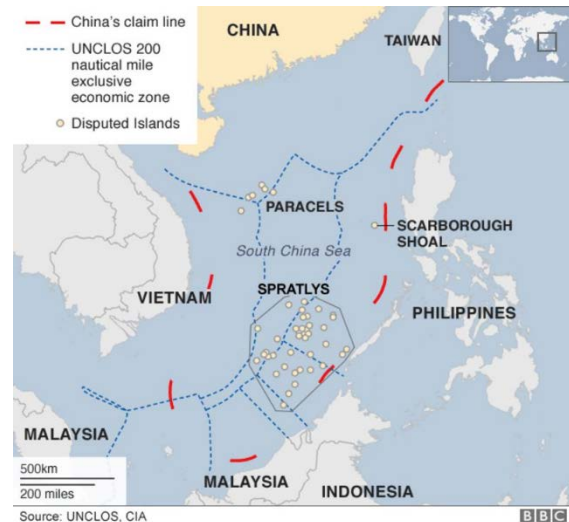 China's claim line
UNCLOS 200
nautical mile
exclusive
economic zone
Disputed Islands
CHINA
TAIWAN
PARACELS
SCARBOROUGH
SHOAL
South China Sea
SPRATLYS
VIETNAM
PHILIPPINES
MALAYSIA
500km
200 miles
MALAYSIA
INDONESIA
Source: UNCLOS, CIA
BBC